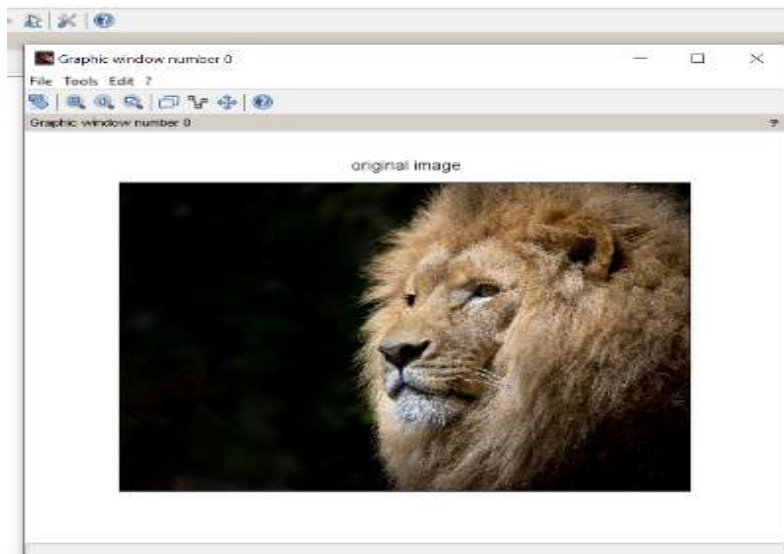 Graphic window number 0
File Tools Edit ?
Graphic window number 0 ?
original image